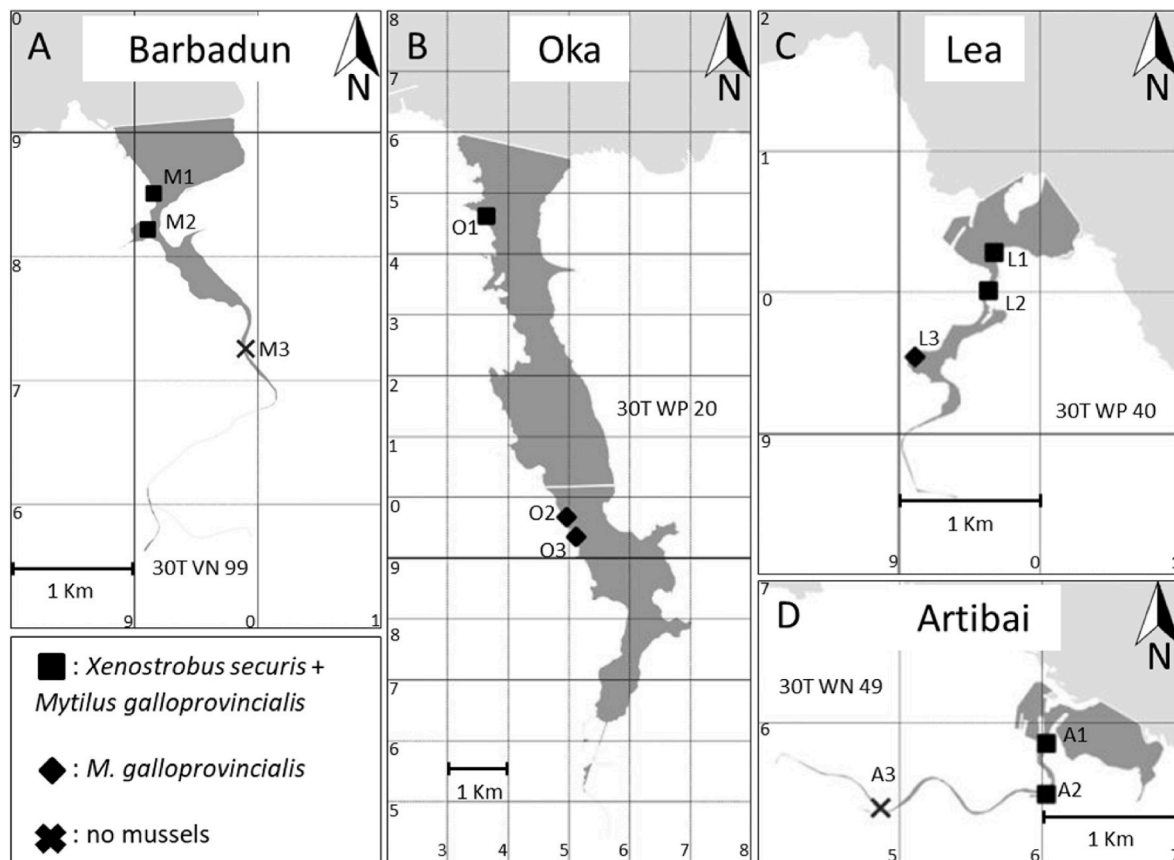 A
Barbadun
N
0
9
M1
M2
8
M3
7
6
30T VN 99
1 Km
9
0
1
B
Oka
N
8
7
6
5
O1
4
3
2
30T WP 20
1
0
O2
O3
9
8
7
6
1 Km
5
3
4
5
6
7
8
C
Lea
N
2
1
L1
0
L2
L3
30T WP 40
9
1 Km
9
0
1
D
Artibai
N
7
30T WN 49
6
A1
A3
A2
1 Km
5
6
7
: Xenostrobus securis +
Mytilus galloprovincialis
: M. galloprovincialis
: no mussels